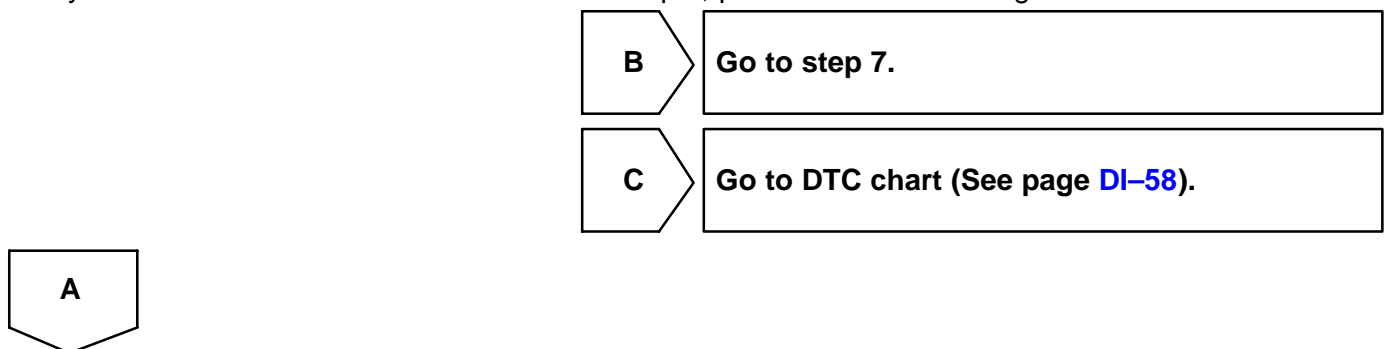 B
Go to step 7.
C
Go to DTC chart (See page DI–58).
A